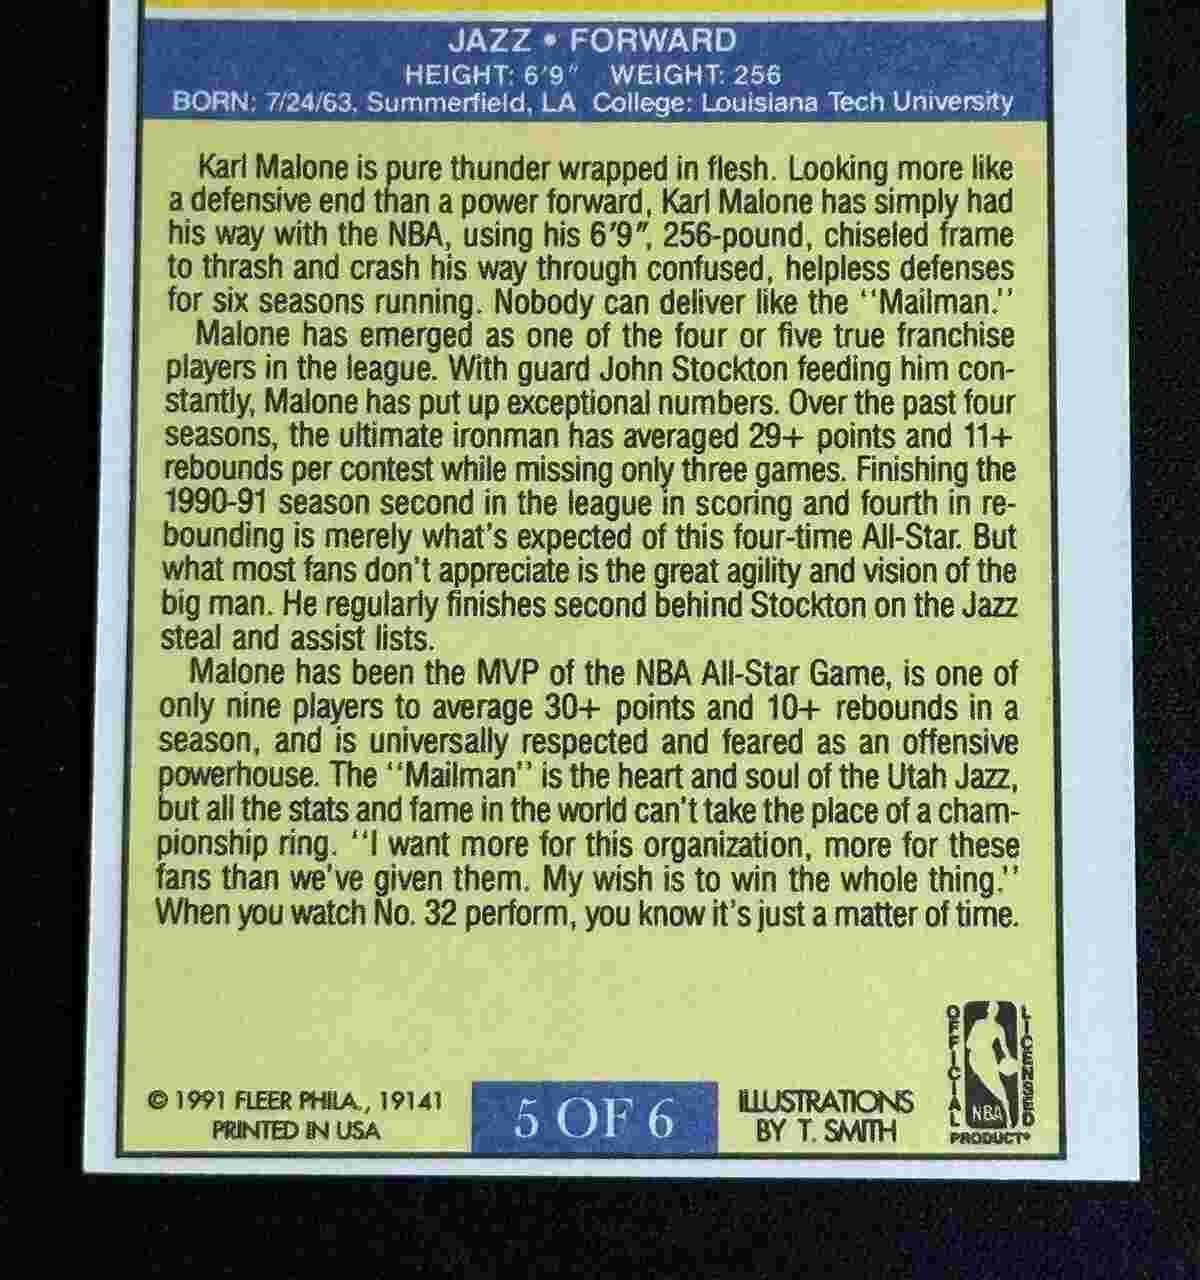 JAZZ • FORWARD
HEIGHT: 6'9" WEIGHT: 256
BORN: 7/24/63, Summerfield, LA College: Louisiana Tech University
Karl Malone is pure thunder wrapped in flesh. Looking more like
a defensive end than a power forward, Karl Malone has simply had
his way with the NBA, using his 6'9", 256-pound, chiseled frame
to thrash and crash his way through confused, helpless defenses
for six seasons running. Nobody can deliver like the "Mailman."
Malone has emerged as one of the four or five true franchise
players in the league. With guard John Stockton feeding him con-
stantly, Malone has put up exceptional numbers. Over the past four
seasons, the ultimate ironman has averaged 29+ points and 11+
rebounds per contest while missing only three games. Finishing the
1990-91 season second in the league in scoring and fourth in re-
bounding is merely what's expected of this four-time All-Star. But
what most fans don't appreciate is the great agility and vision of the
big man. He regularly finishes second behind Stockton on the Jazz
steal and assist lists.
Malone has been the MVP of the NBA All-Star Game, is one of
only nine players to average 30+ points and 10+ rebounds in a
season, and is universally respected and feared as an offensive
powerhouse. The "Mailman" is the heart and soul of the Utah Jazz,
but all the stats and fame in the world can't take the place of a cham-
pionship ring. "I want more for this organization, more for these
fans than we've given them. My wish is to win the whole thing."
When you watch No. 32 perform, you know it's just a matter of time.
© 1991 FLEER PHILA., 19141
PRINTED IN USA
5 OF 6
ILLUSTRATIONS
BY T. SMITH
OFFICIAL
LICENSED
NBA
PRODUCT®